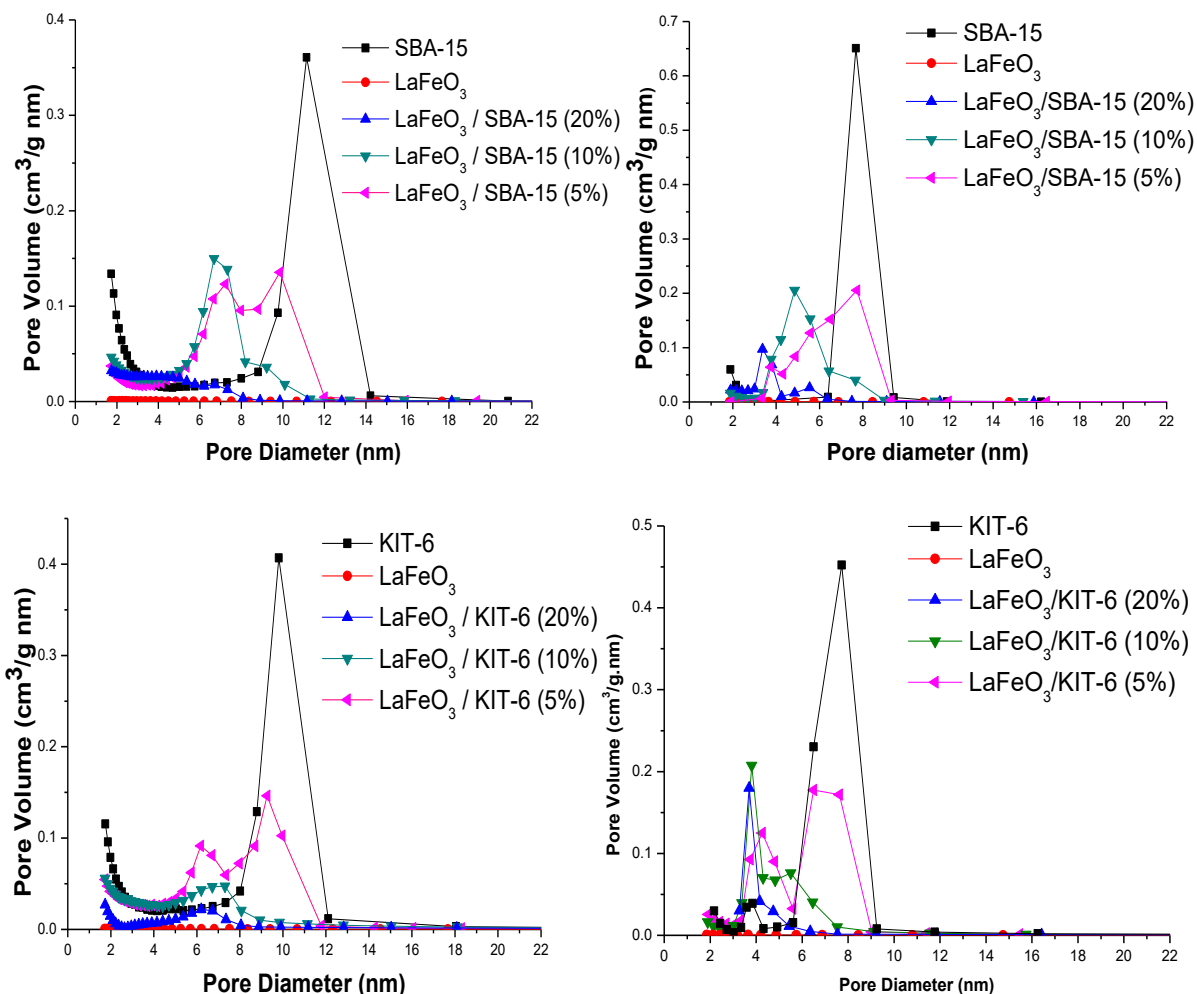 0.4
0.3
0.2
0.1
0.0
0 2 4 6 8 10 12 14 16 18 20 22
Pore Volume (cm³/g nm)
Pore Diameter (nm)
SBA-15
LaFeO₃
LaFeO₃ / SBA-15 (20%)
LaFeO₃ / SBA-15 (10%)
LaFeO₃ / SBA-15 (5%)
0.7
0.6
0.5
0.4
0.3
0.2
0.1
0.0
0 2 4 6 8 10 12 14 16 18 20 22
Pore Volume (cm³/g nm)
Pore diameter (nm)
SBA-15
LaFeO₃
LaFeO₃/SBA-15 (20%)
LaFeO₃/SBA-15 (10%)
LaFeO₃/SBA-15 (5%)
0.4
0.3
0.2
0.1
0.0
0 2 4 6 8 10 12 14 16 18 20 22
Pore Volume (cm³/g nm)
Pore Diameter (nm)
KIT-6
LaFeO₃
LaFeO₃ / KIT-6 (20%)
LaFeO₃ / KIT-6 (10%)
LaFeO₃ / KIT-6 (5%)
0.5
0.4
0.3
0.2
0.1
0.0
0 2 4 6 8 10 12 14 16 18 20 22
Pore Volume (cm³/g.nm)
Pore Diameter (nm)
KIT-6
LaFeO₃
LaFeO₃/KIT-6 (20%)
LaFeO₃/KIT-6 (10%)
LaFeO₃/KIT-6 (5%)